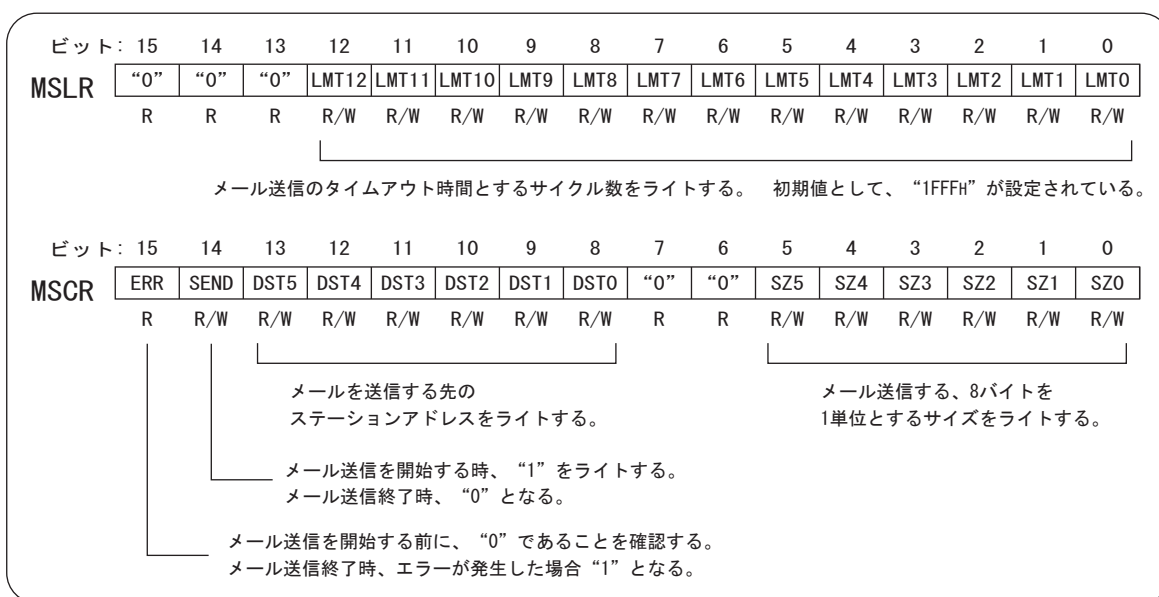 ビット: 15 14 13 12 11 10 9 8 7 6 5 4 3 2 1 0
MSLR “0” “0” “0” LMT12 LMT11 LMT10 LMT9 LMT8 LMT7 LMT6 LMT5 LMT4 LMT3 LMT2 LMT1 LMT0
R R R R/W R/W R/W R/W R/W R/W R/W R/W R/W R/W R/W R/W R/W
メール送信のタイムアウト時間とするサイクル数をライトする。 初期値として、“1FFFH”が設定されている。
ビット: 15 14 13 12 11 10 9 8 7 6 5 4 3 2 1 0
MSCR ERR SEND DST5 DST4 DST3 DST2 DST1 DST0 “0” “0” SZ5 SZ4 SZ3 SZ2 SZ1 SZ0
R R/W R/W R/W R/W R/W R/W R/W R R R/W R/W R/W R/W R/W R/W
メールを送信する先の
ステーションアドレスをライトする。
メール送信する、8バイトを
1単位とするサイズをライトする。
メール送信を開始する時、“1”をライトする。
メール送信終了時、“0”となる。
メール送信を開始する前に、“0”であることを確認する。
メール送信終了時、エラーが発生した場合“1”となる。